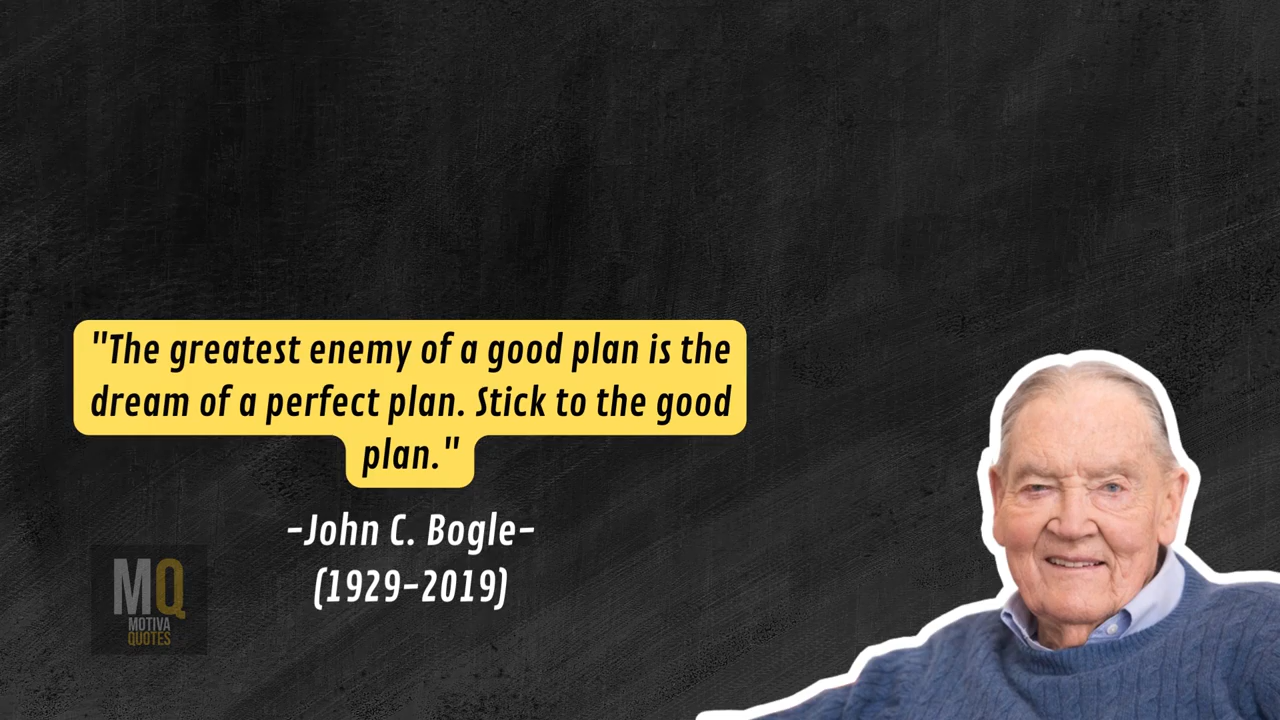 "The greatest enemy of a good plan is the
dream of a perfect plan. Stick to the good
plan."
-John C. Bogle-
(1929-2019)
MQ
MOTIVA
QUOTES